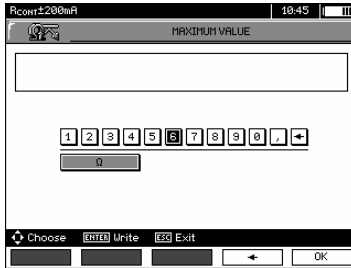 RCONT±200mA 10:45
MAXIMUM VALUE
1 2 3 4 5 6 7 8 9 0 , ←
Ω
Choose ENTER Write ESC Exit
← OK